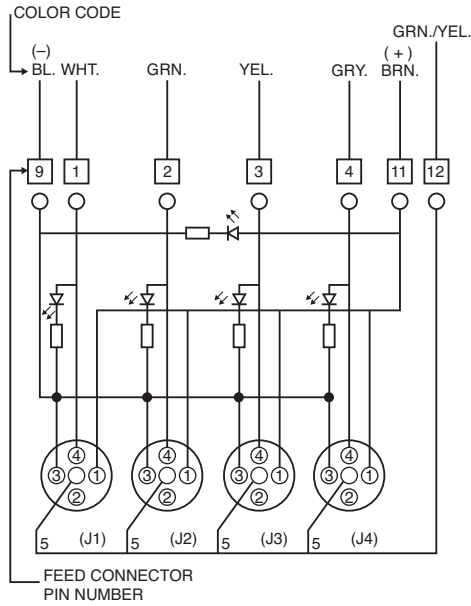 COLOR CODE
GRN./YEL.
(–) ( + )
BL. WHT. GRN. YEL. GRY. BRN.
9 1 2 3 4 11 12
4 4 4 4
3 1 3 1 3 1 3 1
2 2 2 2
5 (J1) 5 (J2) 5 (J3) 5 (J4)
FEED CONNECTOR
PIN NUMBER